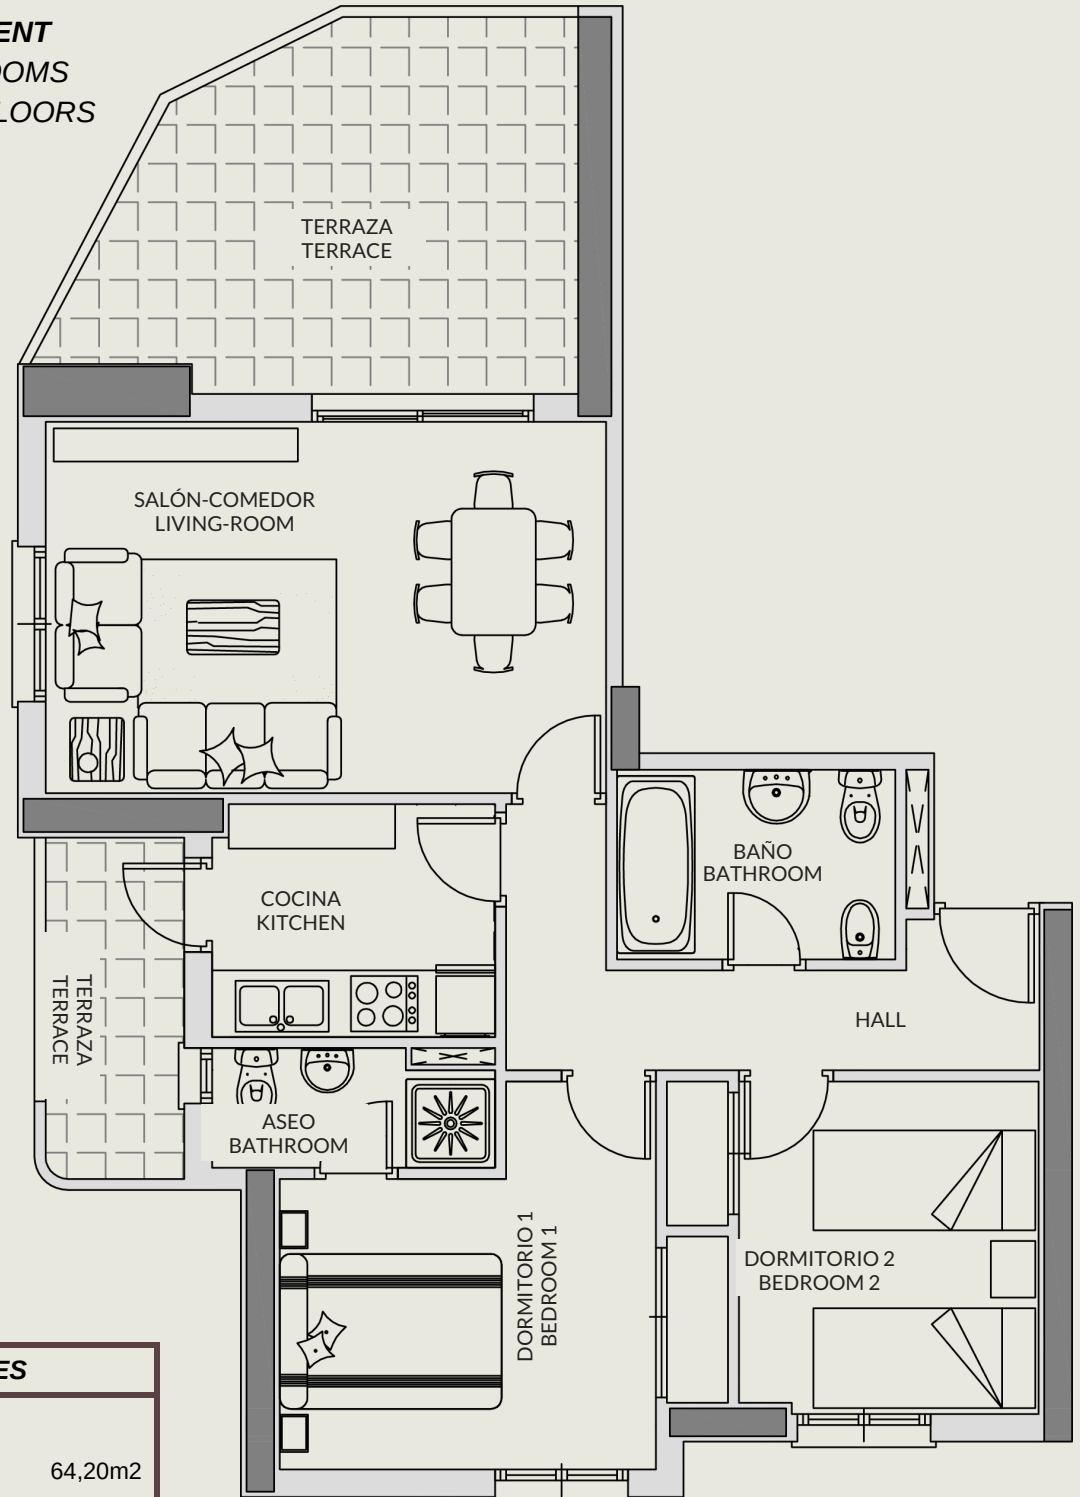 ENT
OOMS
LOORS
TERRAZA
TERRACE
SALÓN-COMEDOR
LIVING-ROOM
BAÑO
BATHROOM
COCINA
KITCHEN
TERRAZA
TERRACE
HALL
ASEO
BATHROOM
DORMITORIO 1
BEDROOM 1
DORMITORIO 2
BEDROOM 2
ES
64,20m2